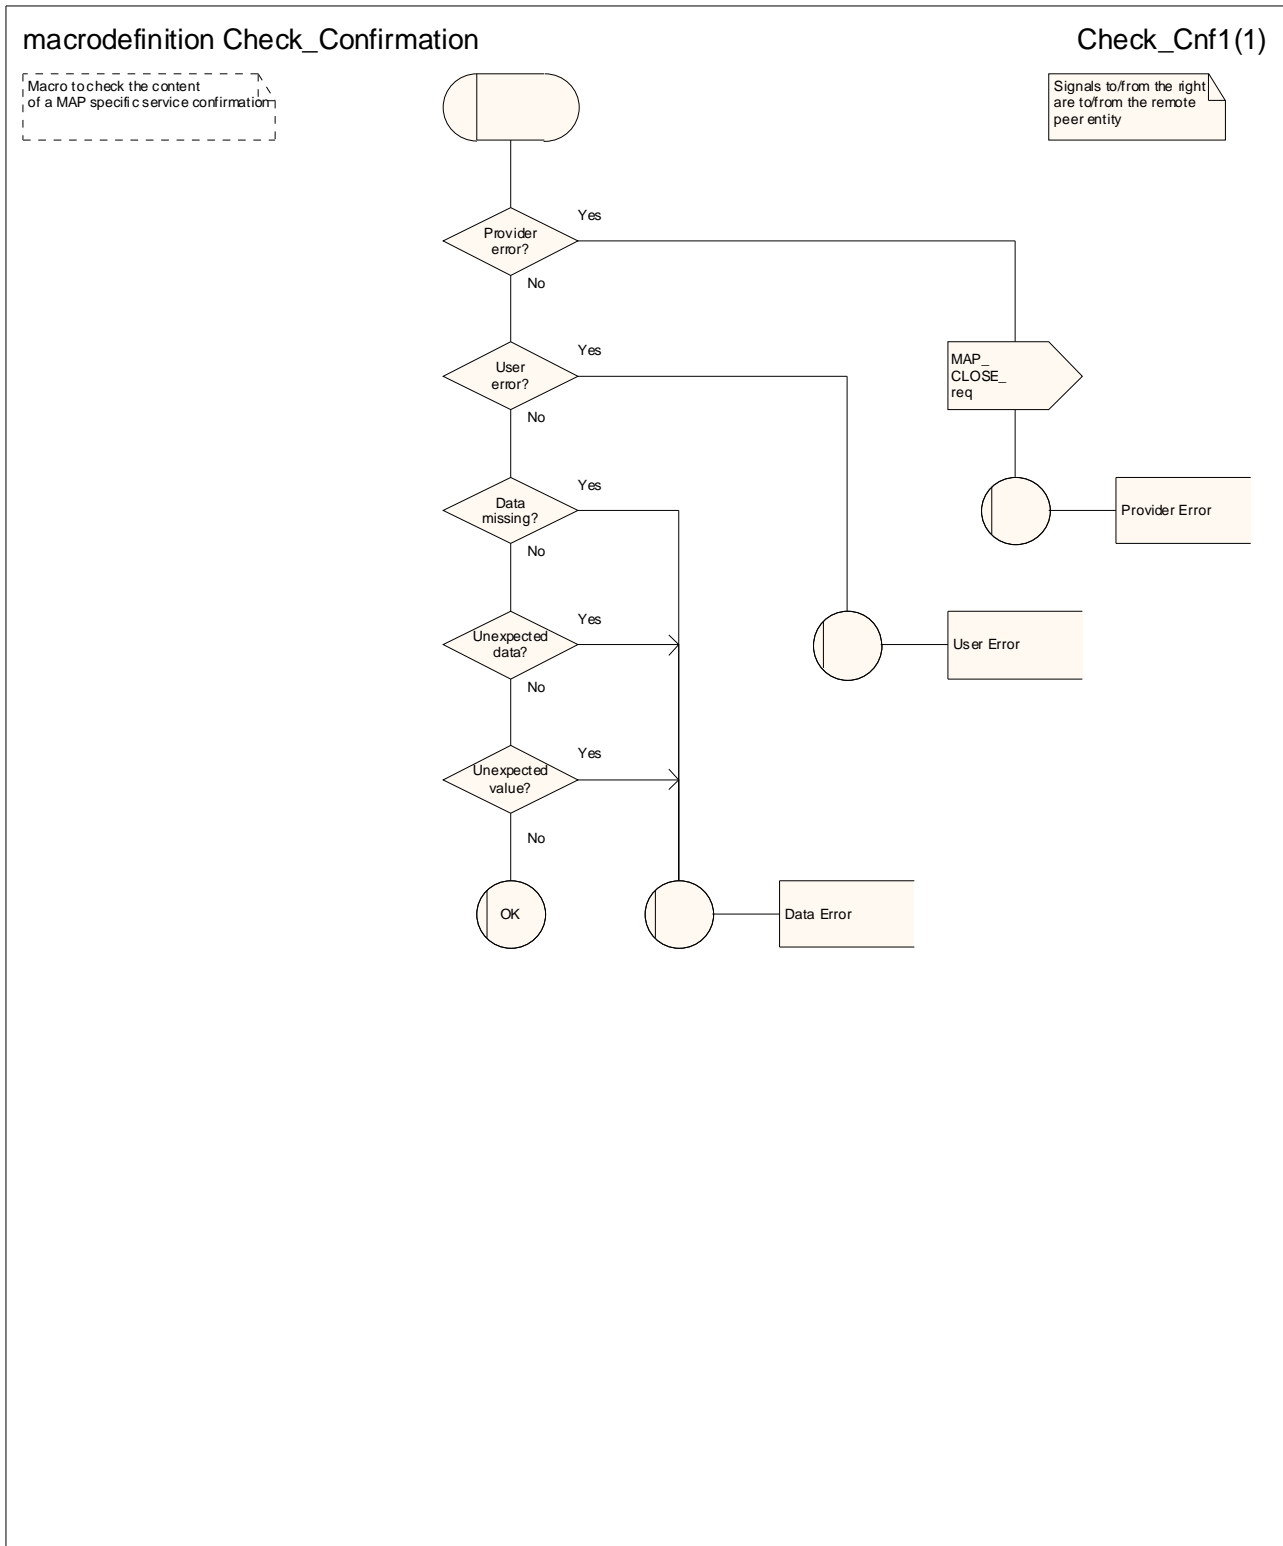 macrodefinition Check_Confirmation
Check_Cnf1(1)
Macro to check the content
of a MAP specific service confirmation
Signals to/from the right
are to/from the remote
peer entity
Provider
error?
Yes
No
User
error?
Yes
No
MAP_
CLOSE_
req
Data
missing?
Yes
No
Provider Error
Unexpected
data?
Yes
No
User Error
Unexpected
value?
Yes
No
OK
Data Error